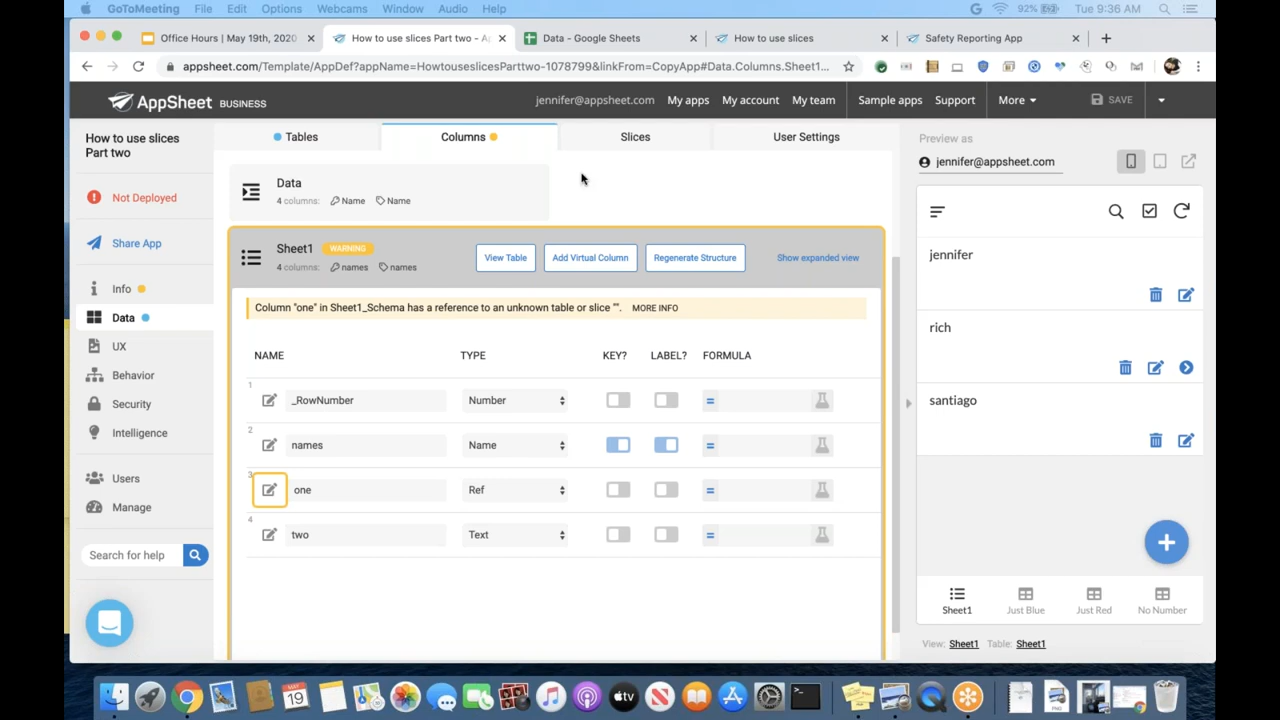 GoToMeeting File Edit Options Webcams Window Audio Help 92% Tue 9:36 AM
Office Hours | May 19th, 2020 How to use slices Part two - A Data - Google Sheets How to use slices Safety Reporting App
appsheet.com/Template/AppDef?appName=HowtouseslicesParttwo-1078799&linkFrom=CopyApp#Data.Columns.Sheet1...
AppSheet BUSINESS jennifer@appsheet.com My apps My account My team Sample apps Support More SAVE
How to use slices
Part two
Not Deployed
Share App
Info
Data
UX
Behavior
Security
Intelligence
Users
Manage
Search for help
Tables Columns Slices User Settings
Data
4 columns: Name Name
Sheet1 WARNING
4 columns: names names
View Table Add Virtual Column Regenerate Structure Show expanded view
Column "one" in Sheet1_Schema has a reference to an unknown table or slice "". MORE INFO
NAME TYPE KEY? LABEL? FORMULA
1 _RowNumber Number =
2 names Name =
3 one Ref =
4 two Text =
Preview as
jennifer@appsheet.com
jennifer
rich
santiago
Sheet1 Just Blue Just Red No Number
View: Sheet1 Table: Sheet1
MAY
19
tv